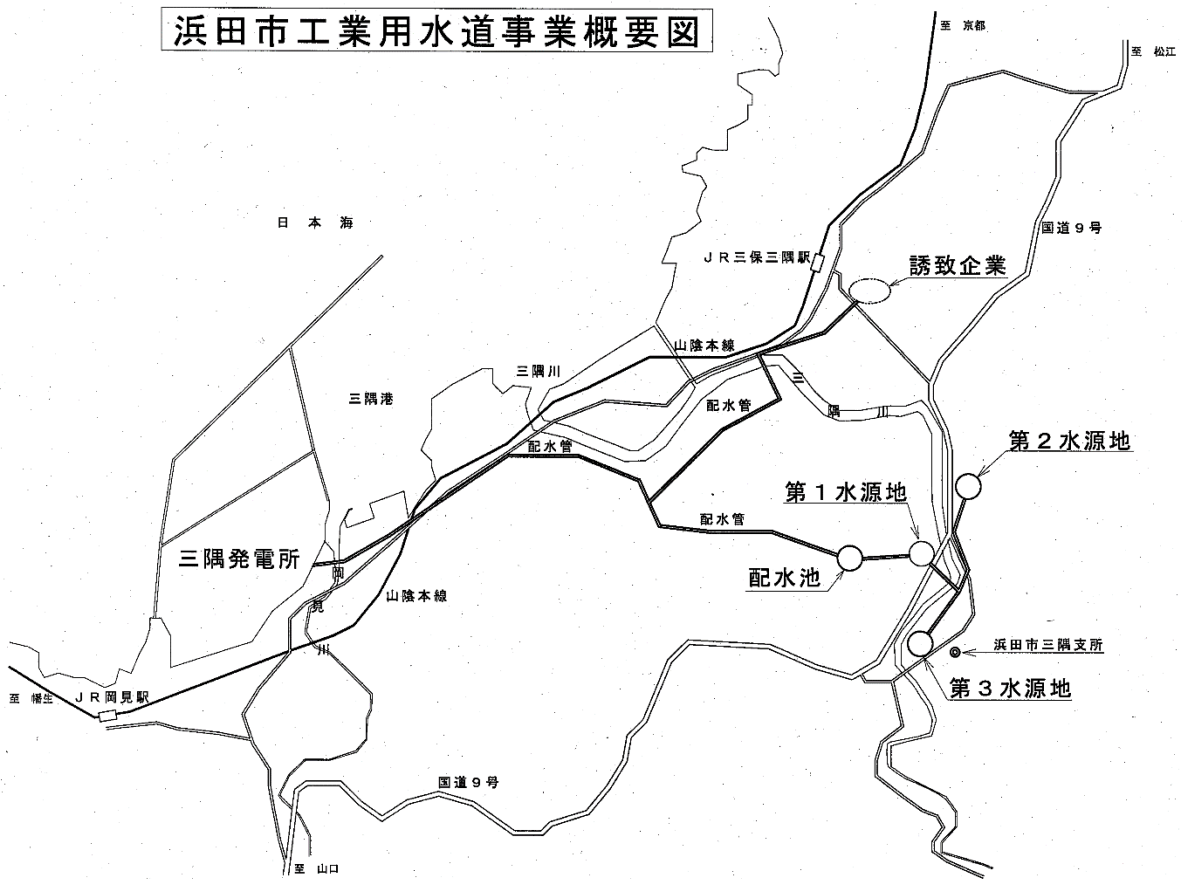 浜田市工業用水道事業概要図
至 京都
至 松江
日 本 海
国道9号
JR三保三隅駅
誘致企業
山陰本線
三隅川
三隅港
三隅川
配水管
配水管
第2水源地
第1水源地
配水管
三隅発電所
配水池
岡見川
山陰本線
浜田市三隅支所
第3水源地
至 幡生
JR岡見駅
国道9号
至 山口